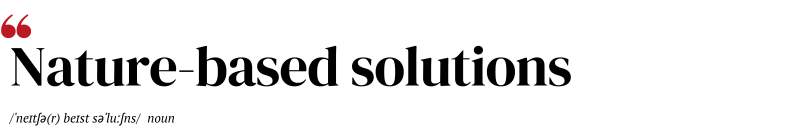 ❝
Nature-based solutions
/ˈneɪtʃə(r) beɪst səˈluːʃns/ noun